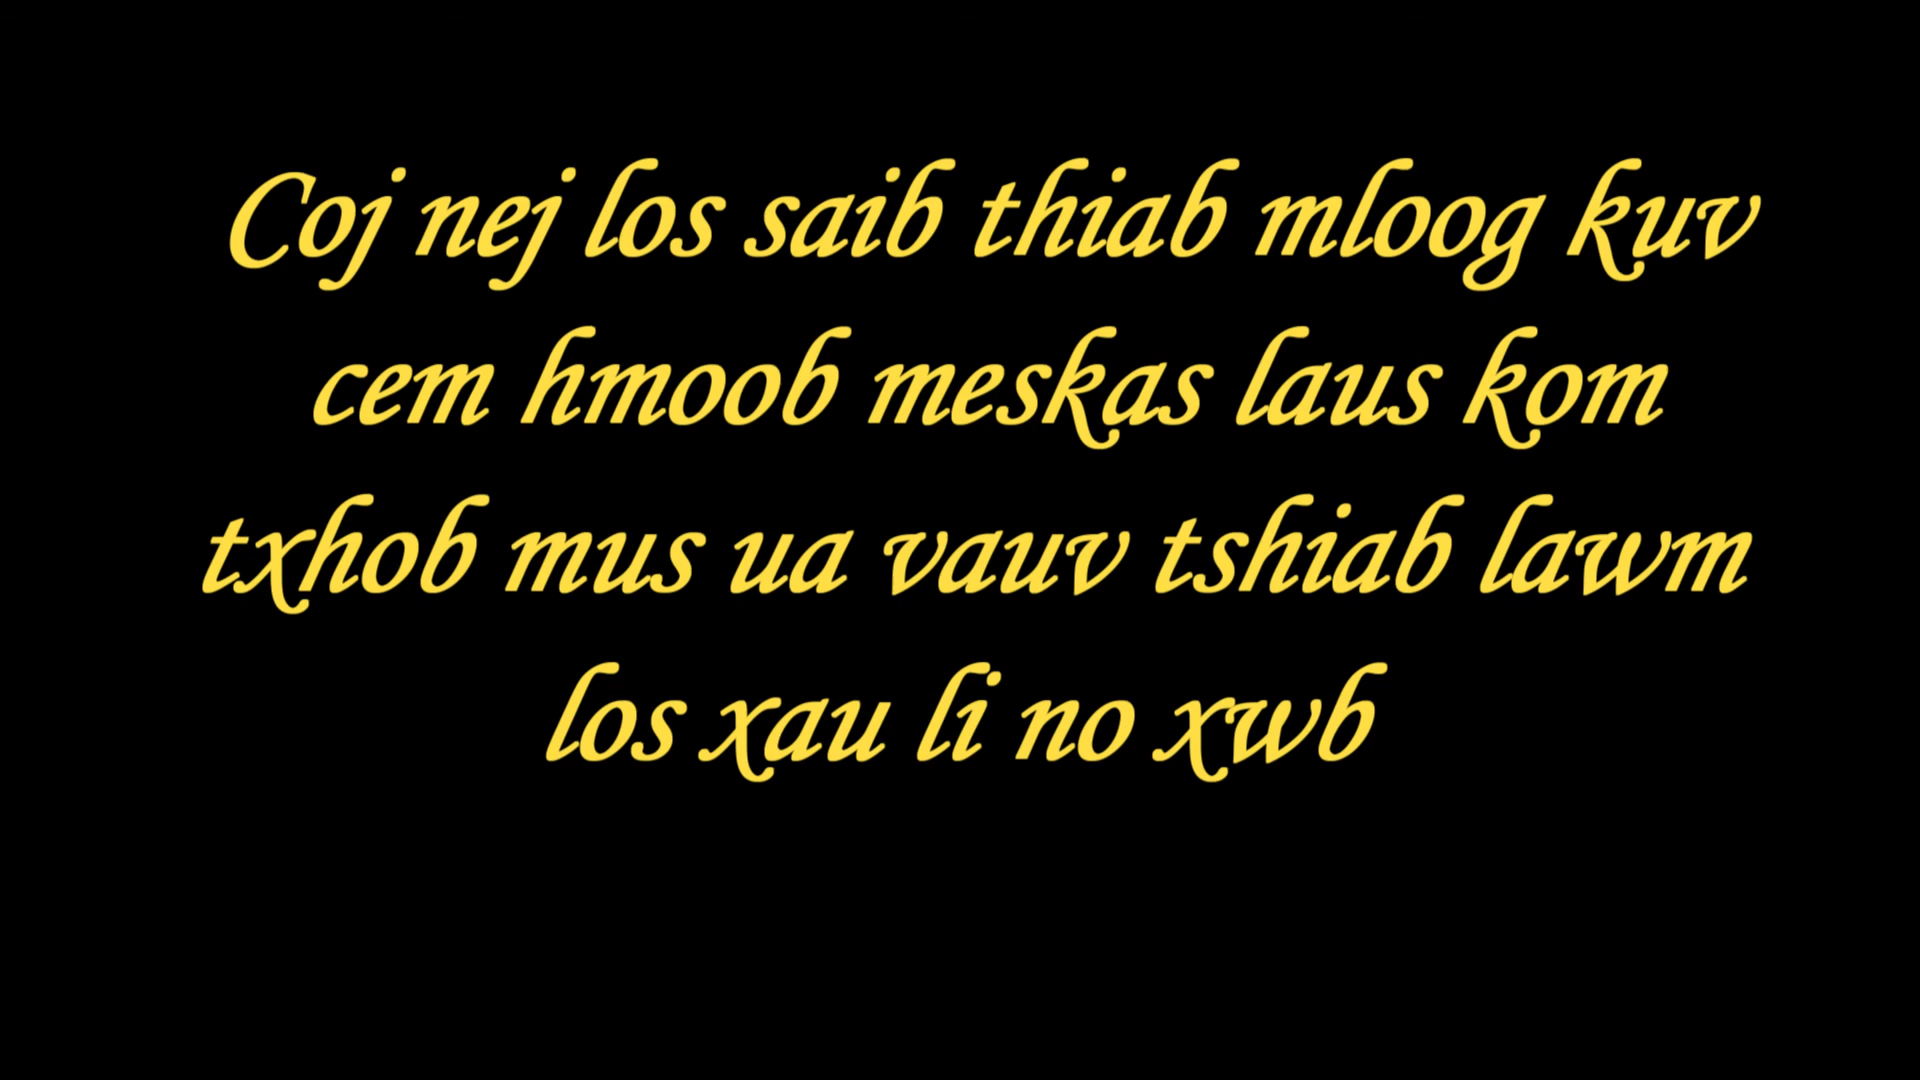 Coj nej los saib thiab mloog kuv
cem hmoob meskas laus kom
txhob mus ua vauv tshiab lawm
los xau li no xwb